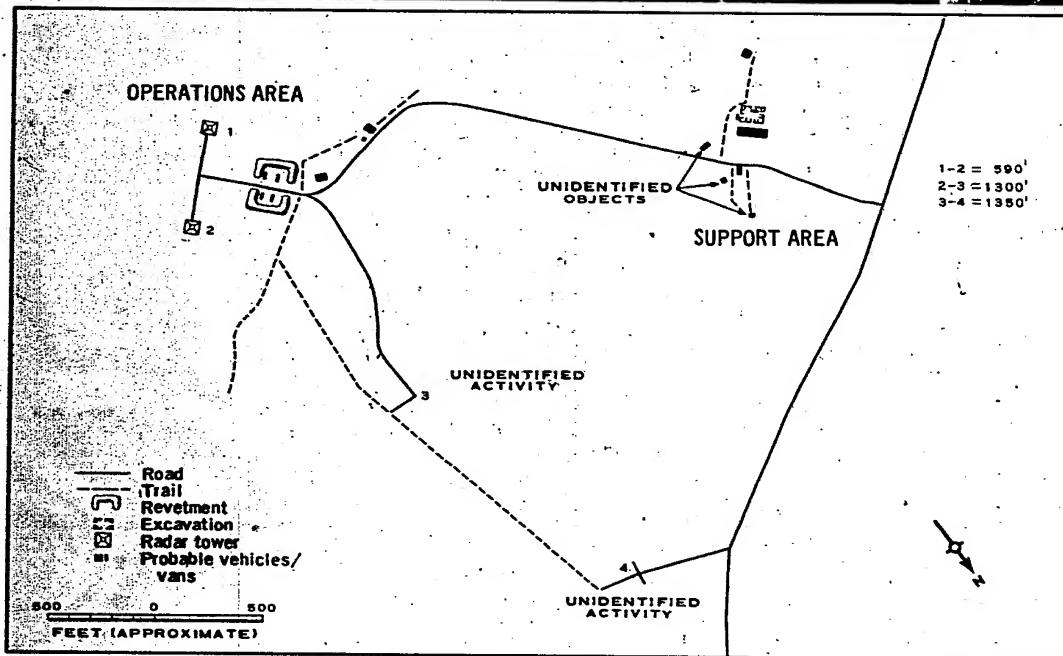 OPERATIONS AREA
1
2
UNIDENTIFIED
OBJECTS
SUPPORT AREA
1-2 = 590'
2-3 = 1300'
3-4 = 1350'
UNIDENTIFIED
ACTIVITY
3
Road
Trail
Revetment
Excavation
Radar tower
Probable vehicles/
vans
500 0 500
FEET (APPROXIMATE)
4
UNIDENTIFIED
ACTIVITY
N